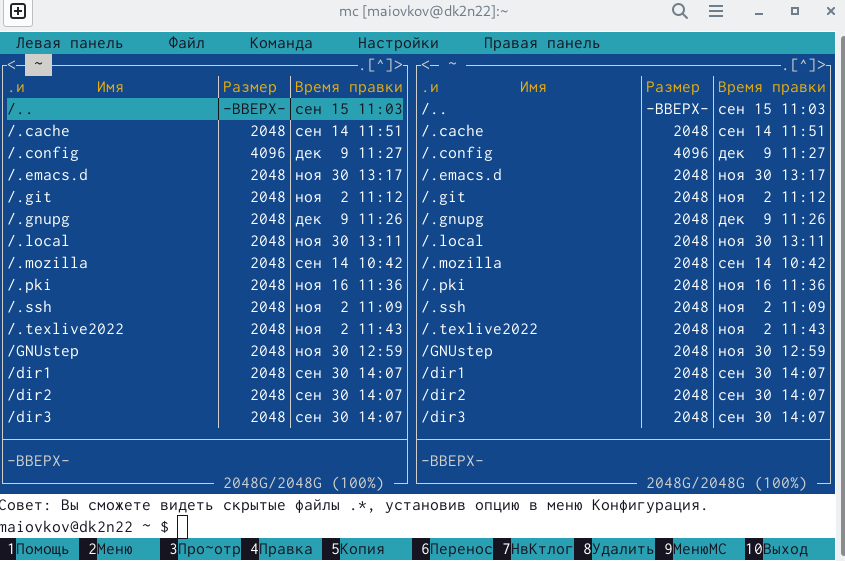 mc [maiovkov@dk2n22]:~
Левая панель Файл Команда Настройки Правая панель
<─ ~ .[^]> <─ ~ .[^]>
.и Имя Размер Время правки .и Имя Размер Время правки
/.. -ВВЕРХ- сен 15 11:03 /.. -ВВЕРХ- сен 15 11:03
/.cache 2048 сен 14 11:51 /.cache 2048 сен 14 11:51
/.config 4096 дек 9 11:27 /.config 4096 дек 9 11:27
/.emacs.d 2048 ноя 30 13:17 /.emacs.d 2048 ноя 30 13:17
/.git 2048 ноя 2 11:12 /.git 2048 ноя 2 11:12
/.gnupg 2048 дек 9 11:26 /.gnupg 2048 дек 9 11:26
/.local 2048 ноя 30 13:11 /.local 2048 ноя 30 13:11
/.mozilla 2048 сен 14 10:42 /.mozilla 2048 сен 14 10:42
/.pki 2048 ноя 16 11:36 /.pki 2048 ноя 16 11:36
/.ssh 2048 ноя 2 11:09 /.ssh 2048 ноя 2 11:09
/.texlive2022 2048 ноя 2 11:43 /.texlive2022 2048 ноя 2 11:43
/GNUstep 2048 ноя 30 12:59 /GNUstep 2048 ноя 30 12:59
/dir1 2048 сен 30 14:07 /dir1 2048 сен 30 14:07
/dir2 2048 сен 30 14:07 /dir2 2048 сен 30 14:07
/dir3 2048 сен 30 14:07 /dir3 2048 сен 30 14:07
-ВВЕРХ- -ВВЕРХ-
2048G/2048G (100%) 2048G/2048G (100%)
Совет: Вы сможете видеть скрытые файлы .*, установив опцию в меню Конфигурация.
maiovkov@dk2n22 ~ $
1Помощь 2Меню 3Про~отр 4Правка 5Копия 6Перенос 7НвКтлог 8Удалить 9МенюМС 10Выход